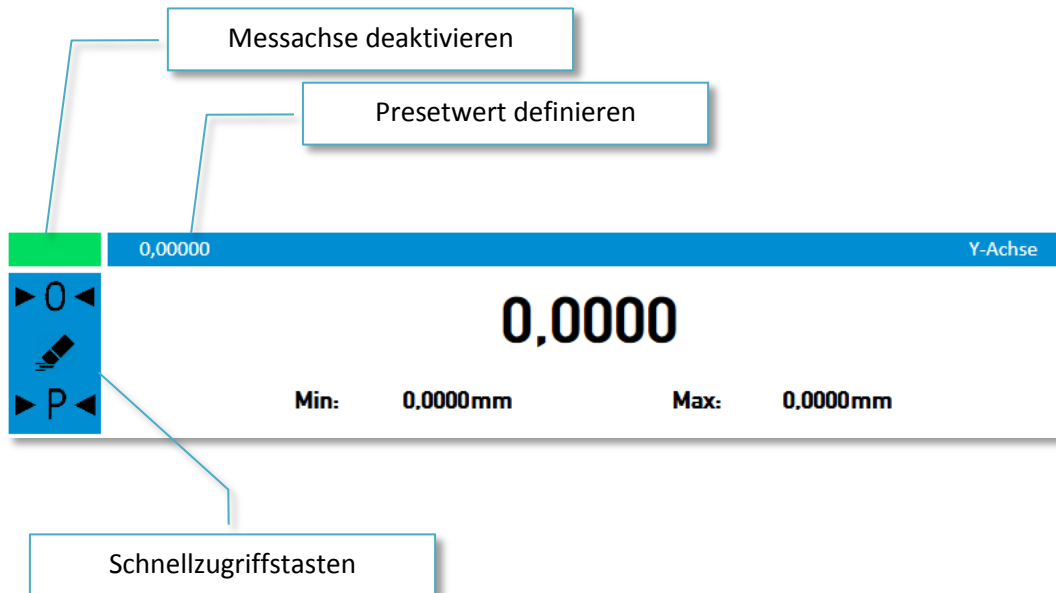 Messachse deaktivieren
Presetwert definieren
0,00000 Y-Achse
►0◄
0,0000
►P◄
Min: 0,0000mm Max: 0,0000mm
Schnellzugriffstasten